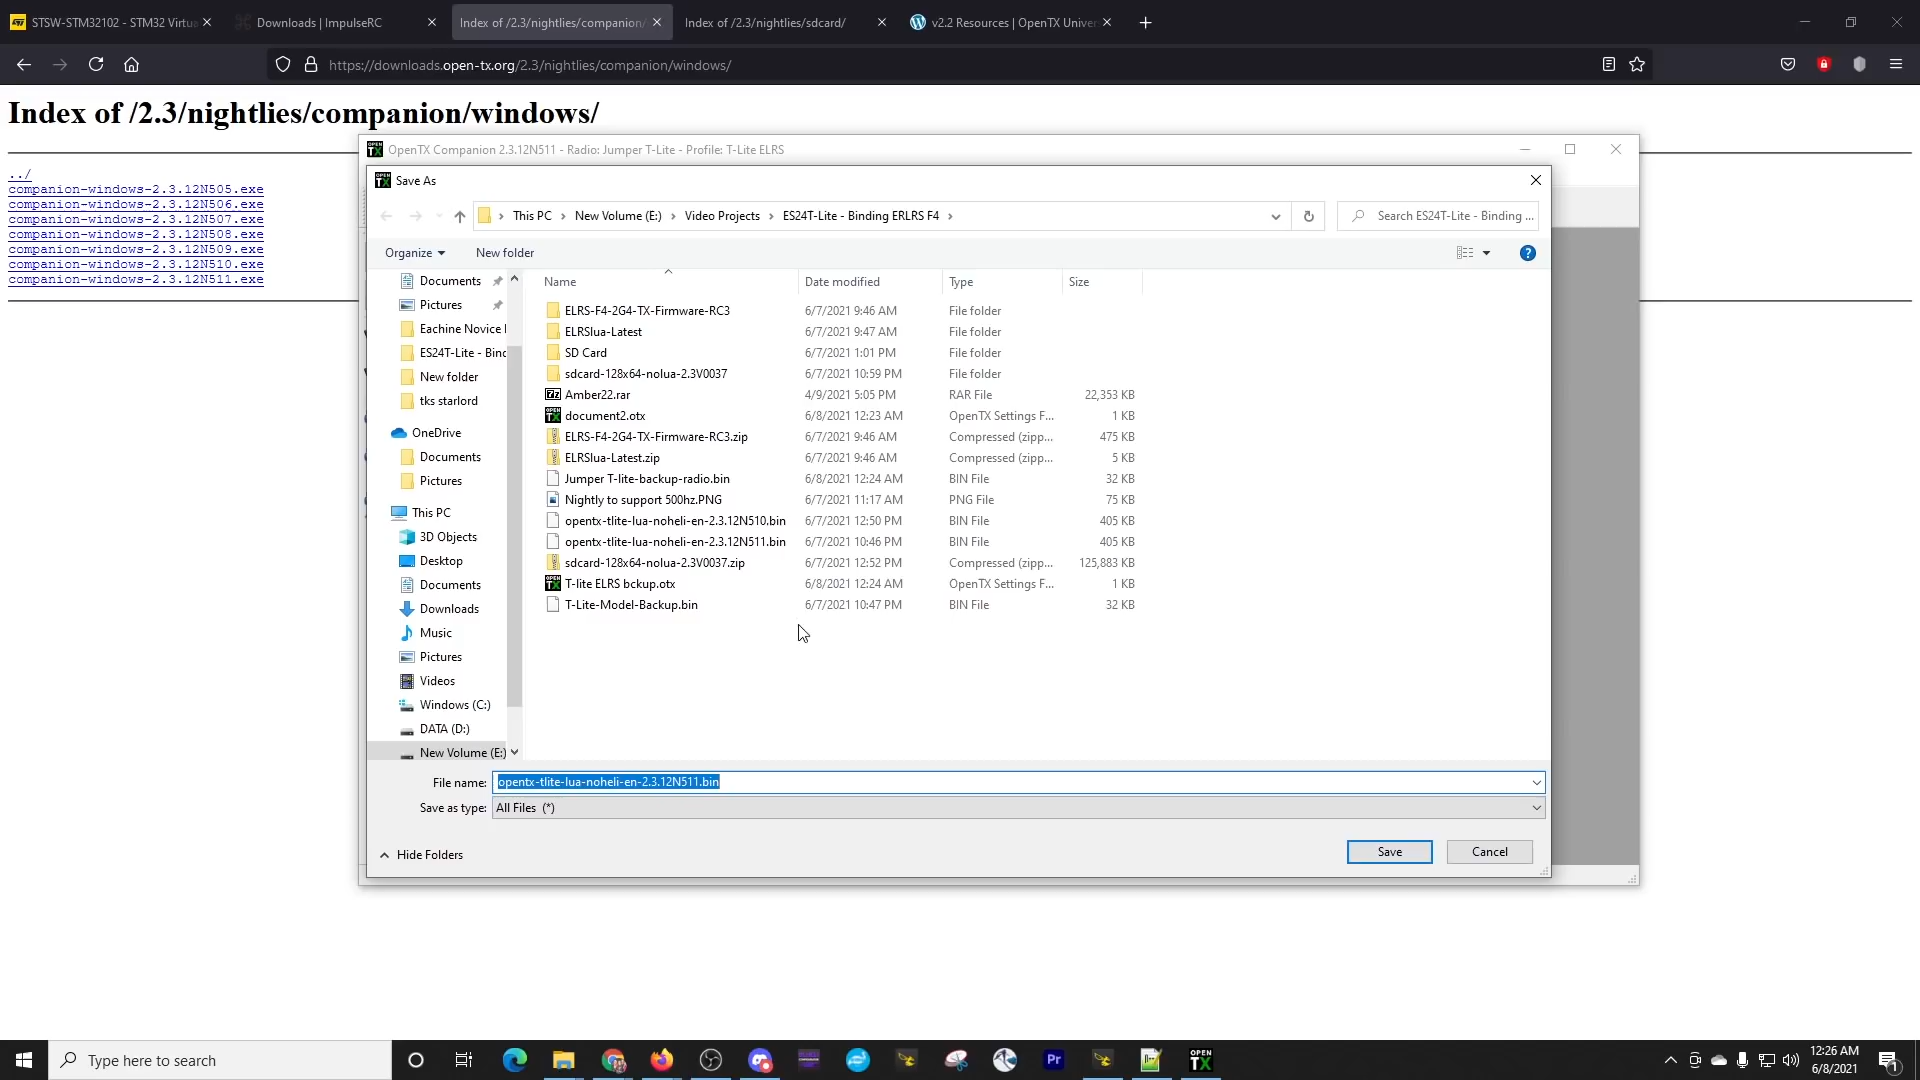 STSW-STM32102 - STM32 Virtua
Downloads | ImpulseRC
Index of /2.3/nightlies/companion/
Index of /2.3/nightlies/sdcard/
v2.2 Resources | OpenTX Univer
https://downloads.open-tx.org/2.3/nightlies/companion/windows/
Index of /2.3/nightlies/companion/windows/
../
companion-windows-2.3.12N505.exe
companion-windows-2.3.12N506.exe
companion-windows-2.3.12N507.exe
companion-windows-2.3.12N508.exe
companion-windows-2.3.12N509.exe
companion-windows-2.3.12N510.exe
companion-windows-2.3.12N511.exe
OpenTX Companion 2.3.12N511 - Radio: Jumper T-Lite - Profile: T-Lite ELRS
Save As
This PC > New Volume (E:) > Video Projects > ES24T-Lite - Binding ERLRS F4 >
Search ES24T-Lite - Binding ...
Organize
New folder
Documents
Pictures
Eachine Novice
ES24T-Lite - Bind
New folder
tks starlord
OneDrive
Documents
Pictures
This PC
3D Objects
Desktop
Documents
Downloads
Music
Pictures
Videos
Windows (C:)
DATA (D:)
New Volume (E:)
Name Date modified Type Size
ELRS-F4-2G4-TX-Firmware-RC3 6/7/2021 9:46 AM File folder
ELRSlua-Latest 6/7/2021 9:47 AM File folder
SD Card 6/7/2021 1:01 PM File folder
sdcard-128x64-nolua-2.3V0037 6/7/2021 10:59 PM File folder
Amber22.rar 4/9/2021 5:05 PM RAR File 22,353 KB
document2.otx 6/8/2021 12:23 AM OpenTX Settings F... 1 KB
ELRS-F4-2G4-TX-Firmware-RC3.zip 6/7/2021 9:46 AM Compressed (zipp... 475 KB
ELRSlua-Latest.zip 6/7/2021 9:46 AM Compressed (zipp... 5 KB
Jumper T-lite-backup-radio.bin 6/8/2021 12:24 AM BIN File 32 KB
Nightly to support 500hz.PNG 6/7/2021 11:17 AM PNG File 75 KB
opentx-tlite-lua-noheli-en-2.3.12N510.bin 6/7/2021 12:50 PM BIN File 405 KB
opentx-tlite-lua-noheli-en-2.3.12N511.bin 6/7/2021 10:46 PM BIN File 405 KB
sdcard-128x64-nolua-2.3V0037.zip 6/7/2021 12:52 PM Compressed (zipp... 125,883 KB
T-lite ELRS bckup.otx 6/8/2021 12:24 AM OpenTX Settings F... 1 KB
T-Lite-Model-Backup.bin 6/7/2021 10:47 PM BIN File 32 KB
File name: opentx-tlite-lua-noheli-en-2.3.12N511.bin
Save as type: All Files (*)
Hide Folders
Save
Cancel
Type here to search
Pr
OPEN
TX
12:26 AM
6/8/2021
1